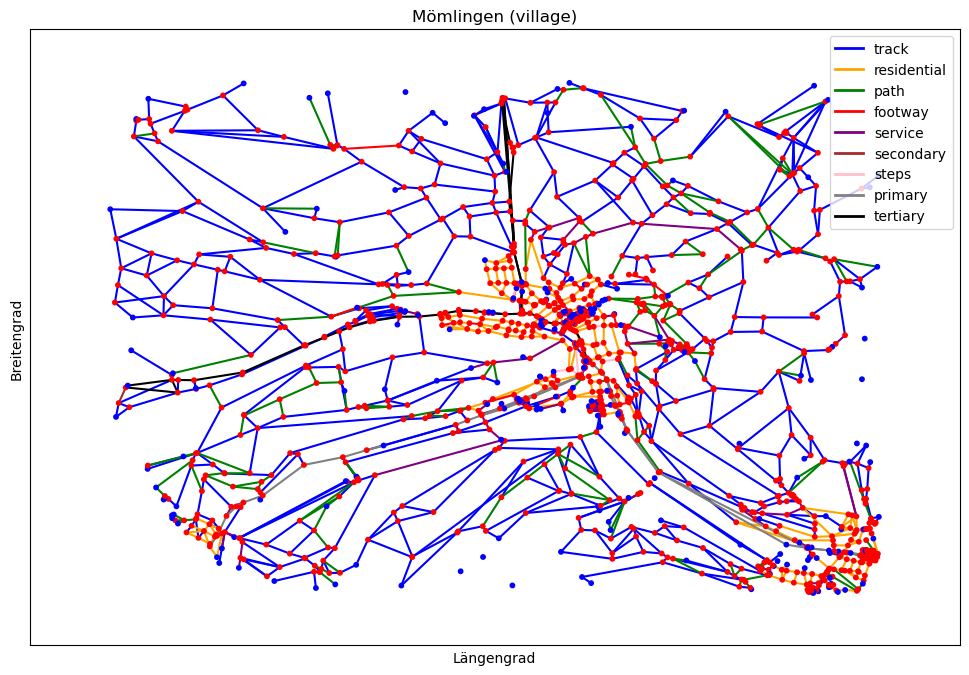 Mömlingen (village)
track
residential
path
footway
service
secondary
steps
primary
tertiary
Breitengrad
Längengrad